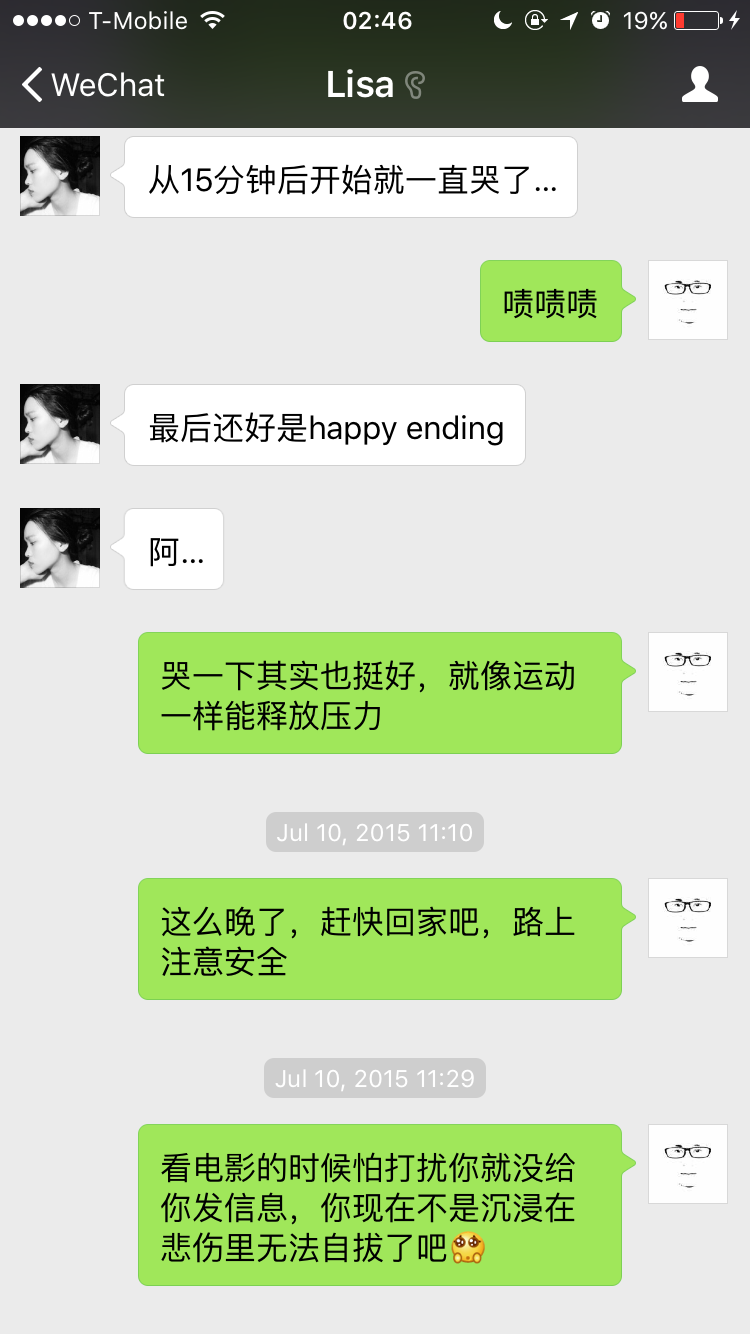 T-Mobile 02:46 19%
WeChat Lisa
从15分钟后开始就一直哭了...
啧啧啧
最后还好是happy ending
阿...
哭一下其实也挺好，就像运动
一样能释放压力
Jul 10, 2015 11:10
这么晚了，赶快回家吧，路上
注意安全
Jul 10, 2015 11:29
看电影的时候怕打扰你就没给
你发信息，你现在不是沉浸在
悲伤里无法自拔了吧🥺